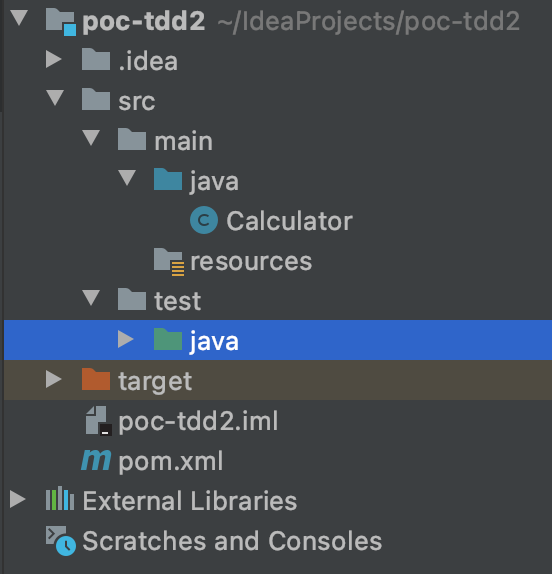 poc-tdd2 ~/IdeaProjects/poc-tdd2
.idea
src
main
java
C Calculator
resources
test
java
target
poc-tdd2.iml
m pom.xml
External Libraries
Scratches and Consoles